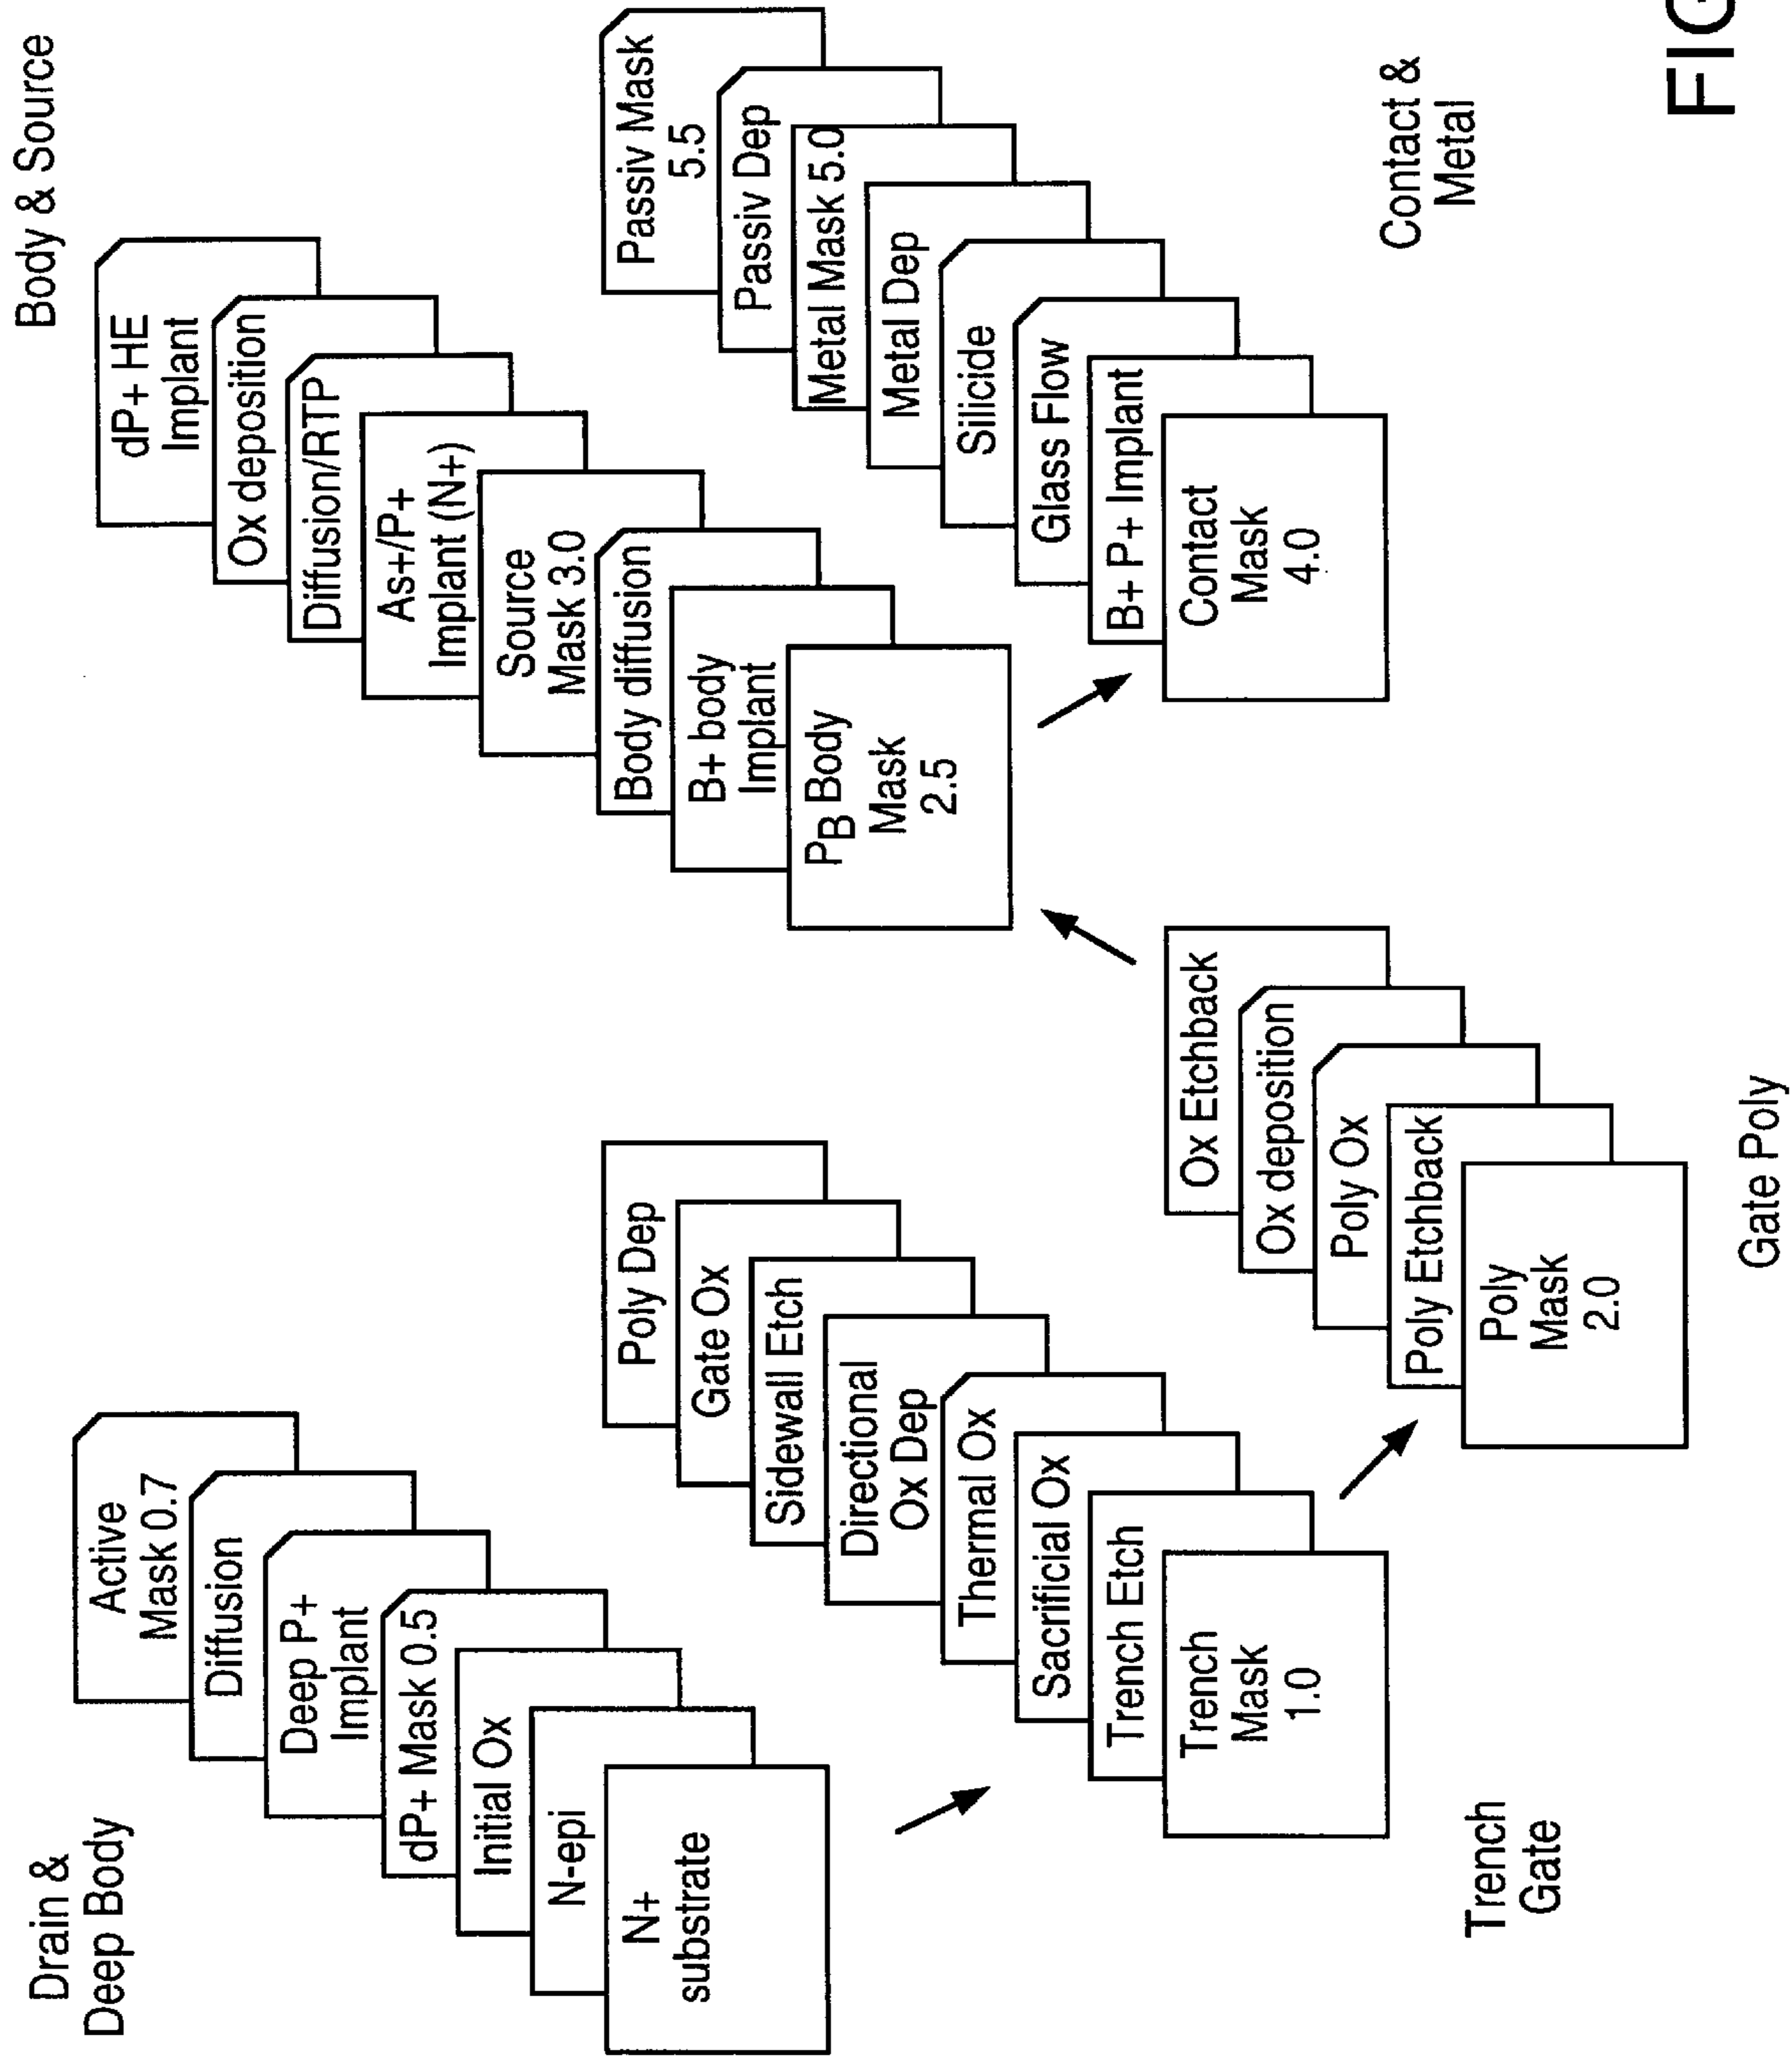 Drain &
Deep Body
Active
Mask 0.7
Diffusion
Deep P+
Implant
dP+ Mask 0.5
Initial Ox
N-epi
N+
substrate
Poly Dep
Gate Ox
Sidewall Etch
Directional
Ox Dep
Thermal Ox
Sacrificial Ox
Trench Etch
Trench
Mask
1.0
Trench
Gate
Ox Etchback
Ox deposition
Poly Ox
Poly Etchback
Poly
Mask
2.0
Gate Poly
Body & Source
dP+ HE
Implant
Ox deposition
Diffusion/RTP
As+/P+
Implant (N+)
Source
Mask 3.0
Body diffusion
B+ body
Implant
PB Body
Mask
2.5
Passiv Mask
5.5
Passiv Dep
Metal Mask 5.0
Metal Dep
Silicide
Glass Flow
B+ P+ Implant
Contact
Mask
4.0
Contact &
Metal
FIG